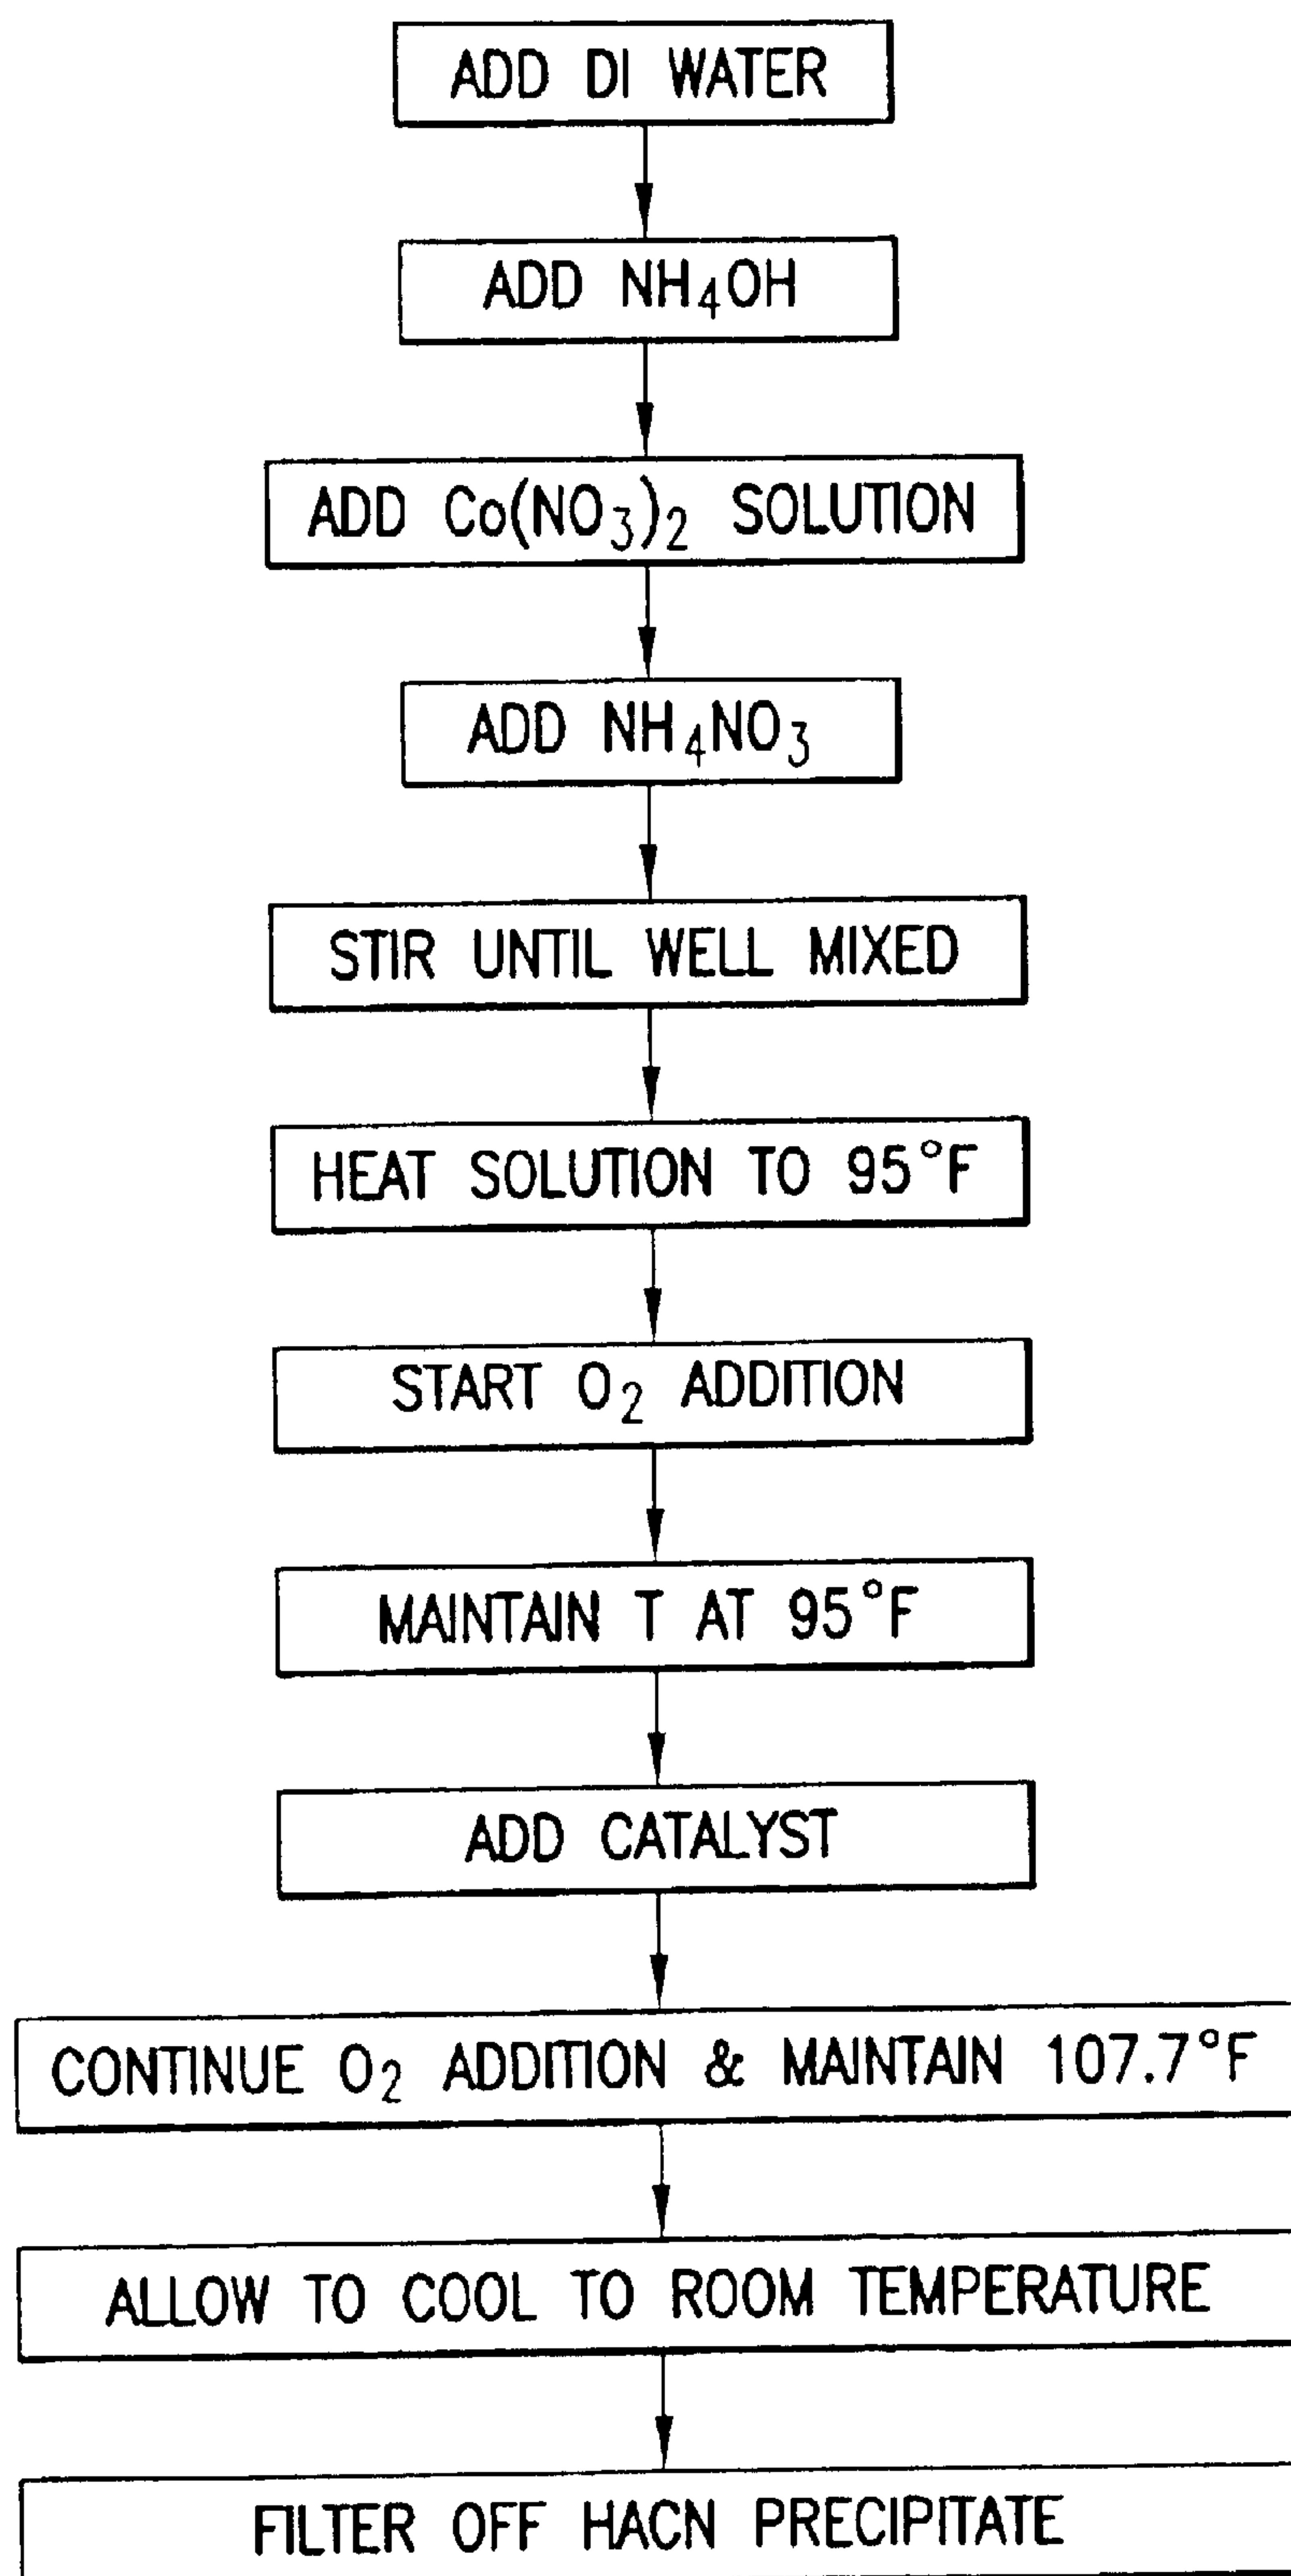 ADD DI WATER
ADD NH₄OH
ADD Co(NO₃)₂ SOLUTION
ADD NH₄NO₃
STIR UNTIL WELL MIXED
HEAT SOLUTION TO 95°F
START O₂ ADDITION
MAINTAIN T AT 95°F
ADD CATALYST
CONTINUE O₂ ADDITION & MAINTAIN 107.7°F
ALLOW TO COOL TO ROOM TEMPERATURE
FILTER OFF HACN PRECIPITATE